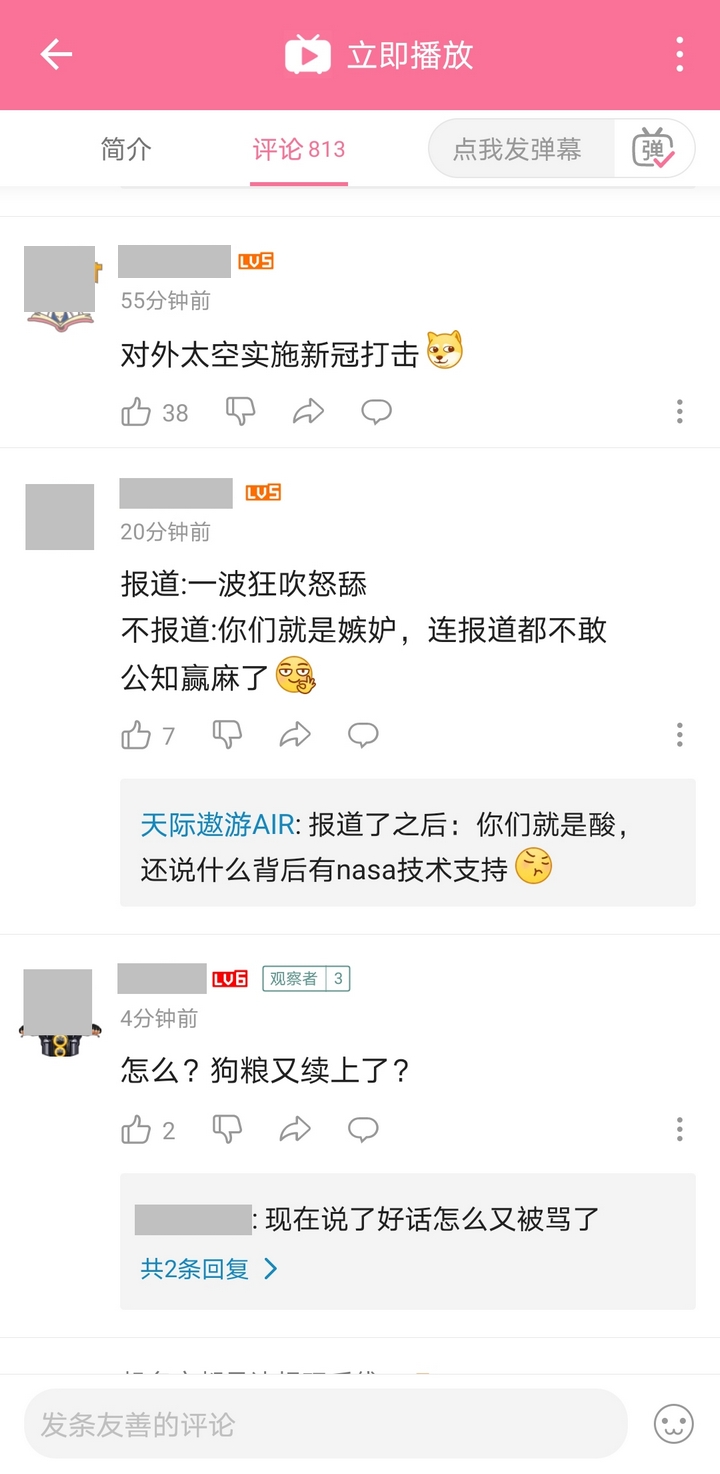 立即播放
简介
评论 813
点我发弹幕
弹
LV5
55分钟前
对外太空实施新冠打击
38
LV5
20分钟前
报道:一波狂吹怒舔
不报道:你们就是嫉妒，连报道都不敢
公知赢麻了
7
天际遨游AIR: 报道了之后：你们就是酸，
还说什么背后有nasa技术支持
LV6 观察者 3
4分钟前
怎么？狗粮又续上了？
2
: 现在说了好话怎么又被骂了
共2条回复
发条友善的评论